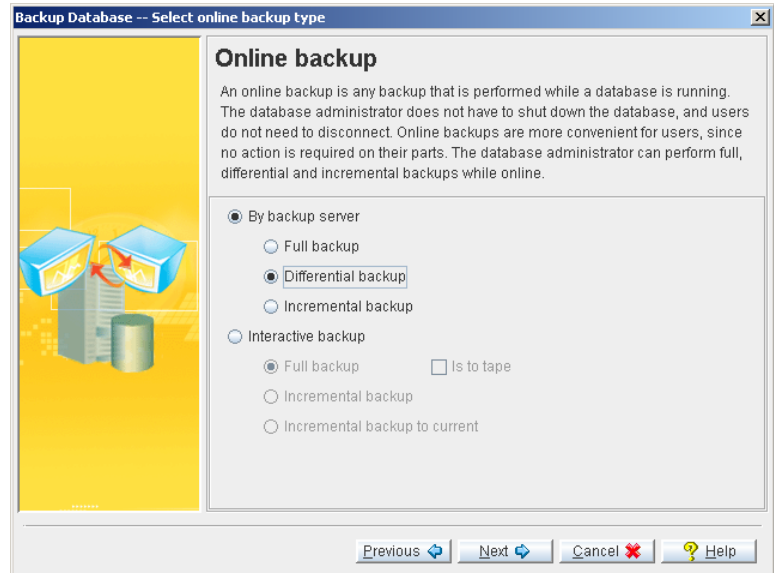 Backup Database -- Select online backup type
Online backup
An online backup is any backup that is performed while a database is running.
The database administrator does not have to shut down the database, and users
do not need to disconnect. Online backups are more convenient for users, since
no action is required on their parts. The database administrator can perform full,
differential and incremental backups while online.
By backup server
Full backup
Differential backup
Incremental backup
Interactive backup
Full backup Is to tape
Incremental backup
Incremental backup to current
Previous Next Cancel Help